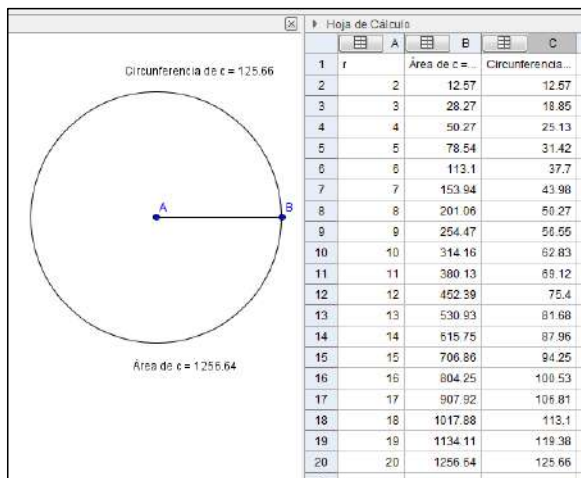 Circunferencia de c = 125.66
A
B
Área de c = 1256.64
Hoja de Cálculo
A B C
1 r Área de c =... Circunferencia...
2 2 12.57 12.57
3 3 28.27 18.85
4 4 50.27 25.13
5 5 78.54 31.42
6 6 113.1 37.7
7 7 153.94 43.98
8 8 201.06 50.27
9 9 254.47 56.55
10 10 314.16 62.83
11 11 380.13 69.12
12 12 452.39 75.4
13 13 530.93 81.68
14 14 615.75 87.96
15 15 706.86 94.25
16 16 804.25 100.53
17 17 907.92 106.81
18 18 1017.88 113.1
19 19 1134.11 119.38
20 20 1256.64 125.66